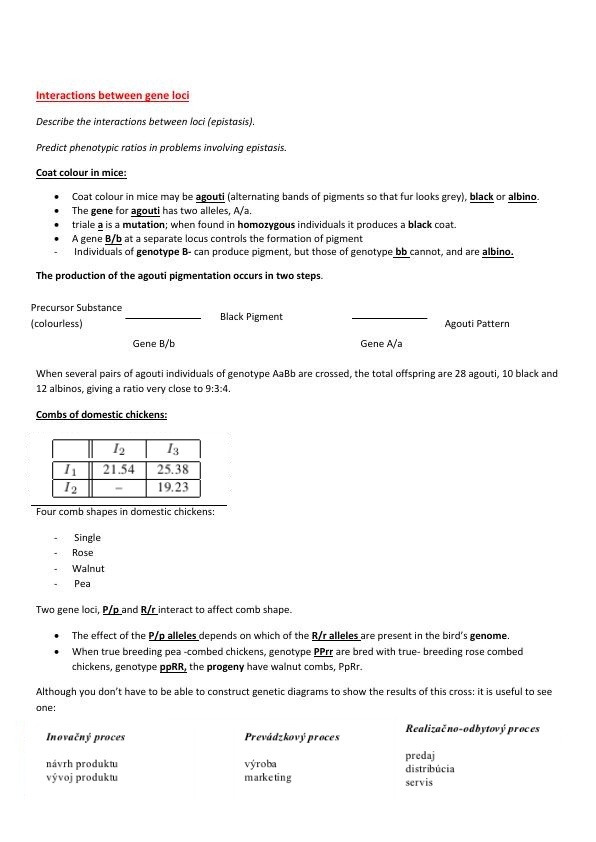 Interactions between gene loci
Describe the interactions between loci (epistasis).
Predict phenotypic ratios in problems involving epistasis.
Coat colour in mice:
• Coat colour in mice may be agouti (alternating bands of pigments so that fur looks grey), black or albino.
• The gene for agouti has two alleles, A/a.
• triale a is a mutation; when found in homozygous individuals it produces a black coat.
• A gene B/b at a separate locus controls the formation of pigment
- Individuals of genotype B- can produce pigment, but those of genotype bb cannot, and are albino.
The production of the agouti pigmentation occurs in two steps.
Precursor Substance
(colourless) Black Pigment Agouti Pattern
Gene B/b Gene A/a
When several pairs of agouti individuals of genotype AaBb are crossed, the total offspring are 28 agouti, 10 black and
12 albinos, giving a ratio very close to 9:3:4.
Combs of domestic chickens:
I2 I3
I1 21.54 25.38
I2 – 19.23
Four comb shapes in domestic chickens:
- Single
- Rose
- Walnut
- Pea
Two gene loci, P/p and R/r interact to affect comb shape.
• The effect of the P/p alleles depends on which of the R/r alleles are present in the bird's genome.
• When true breeding pea -combed chickens, genotype PPrr are bred with true- breeding rose combed
chickens, genotype ppRR, the progeny have walnut combs, PpRr.
Although you don't have to be able to construct genetic diagrams to show the results of this cross: it is useful to see
one:
Inovačný proces Prevádzkový proces Realizačno-odbytový proces
návrh produktu výroba predaj
vývoj produktu marketing distribúcia
servis